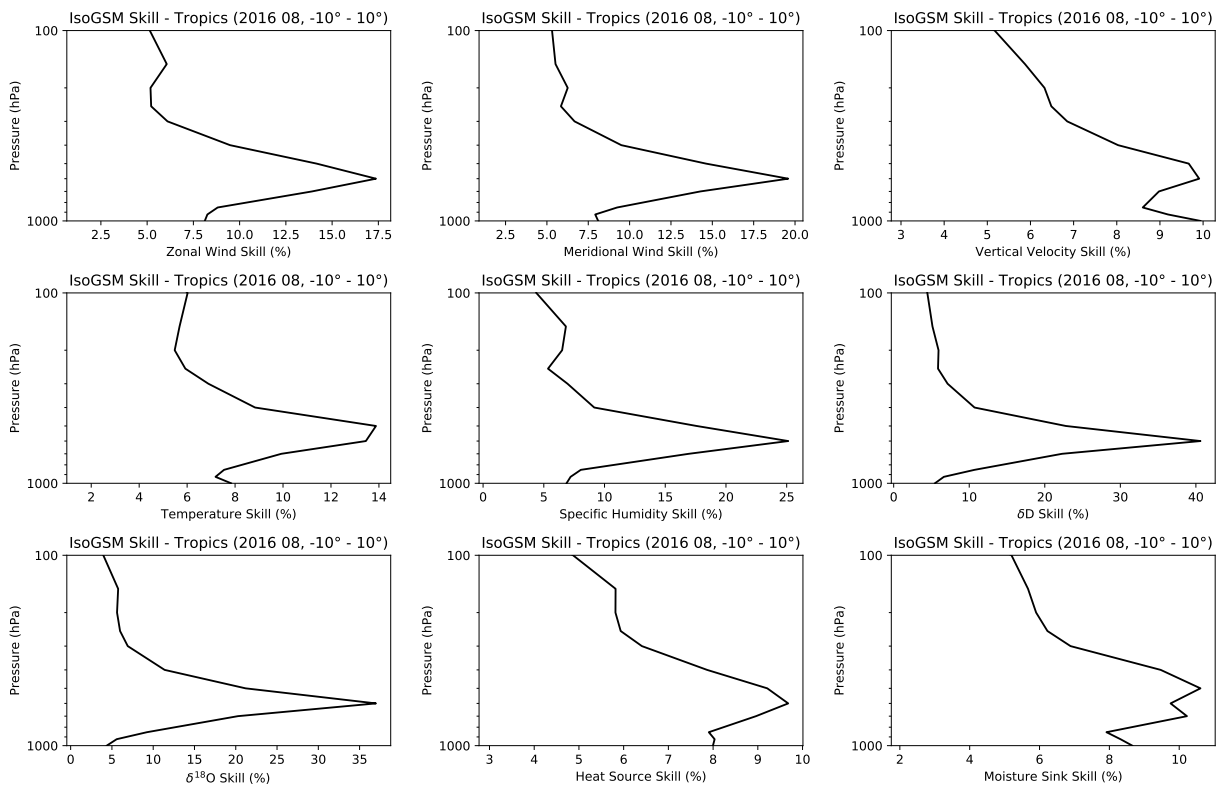 IsoGSM Skill - Tropics (2016 08, -10° - 10°)
100
1000
Pressure (hPa)
2.5 5.0 7.5 10.0 12.5 15.0 17.5
Zonal Wind Skill (%)
IsoGSM Skill - Tropics (2016 08, -10° - 10°)
100
1000
Pressure (hPa)
2.5 5.0 7.5 10.0 12.5 15.0 17.5 20.0
Meridional Wind Skill (%)
IsoGSM Skill - Tropics (2016 08, -10° - 10°)
100
1000
Pressure (hPa)
3 4 5 6 7 8 9 10
Vertical Velocity Skill (%)
IsoGSM Skill - Tropics (2016 08, -10° - 10°)
100
1000
Pressure (hPa)
2 4 6 8 10 12 14
Temperature Skill (%)
IsoGSM Skill - Tropics (2016 08, -10° - 10°)
100
1000
Pressure (hPa)
0 5 10 15 20 25
Specific Humidity Skill (%)
IsoGSM Skill - Tropics (2016 08, -10° - 10°)
100
1000
Pressure (hPa)
0 10 20 30 40
δD Skill (%)
IsoGSM Skill - Tropics (2016 08, -10° - 10°)
100
1000
Pressure (hPa)
0 5 10 15 20 25 30 35
δ¹⁸O Skill (%)
IsoGSM Skill - Tropics (2016 08, -10° - 10°)
100
1000
Pressure (hPa)
3 4 5 6 7 8 9 10
Heat Source Skill (%)
IsoGSM Skill - Tropics (2016 08, -10° - 10°)
100
1000
Pressure (hPa)
2 4 6 8 10
Moisture Sink Skill (%)